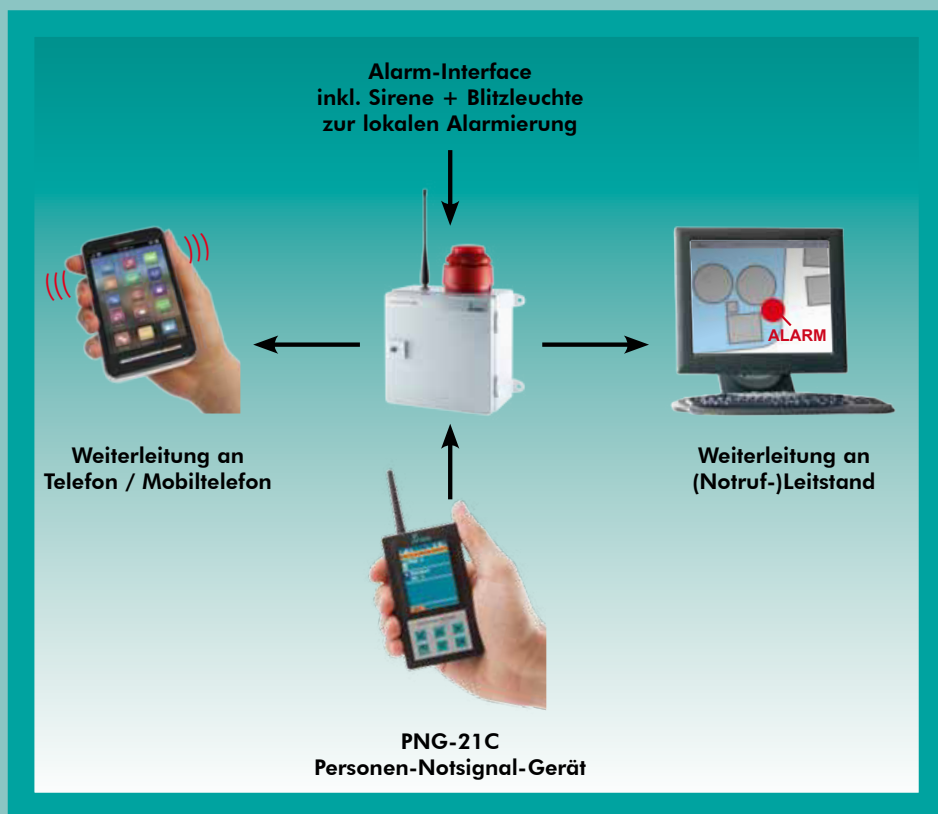 Alarm-Interface
inkl. Sirene + Blitzleuchte
zur lokalen Alarmierung
ALARM
Weiterleitung an
Telefon / Mobiltelefon
Weiterleitung an
(Notruf-)Leitstand
PNG-21C
Personen-Notsignal-Gerät